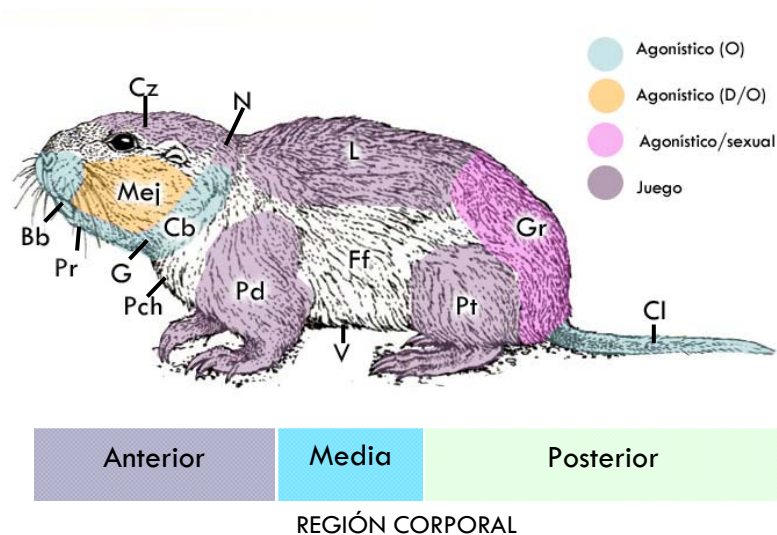 Agonístico (O)
Agonístico (D/O)
Agonístico/sexual
Juego
Cz
N
L
Mej
Cb
Gr
Bb
Pr
G
Ff
Pch
Pd
Pt
V
Cl
Anterior
Media
Posterior
REGIÓN CORPORAL